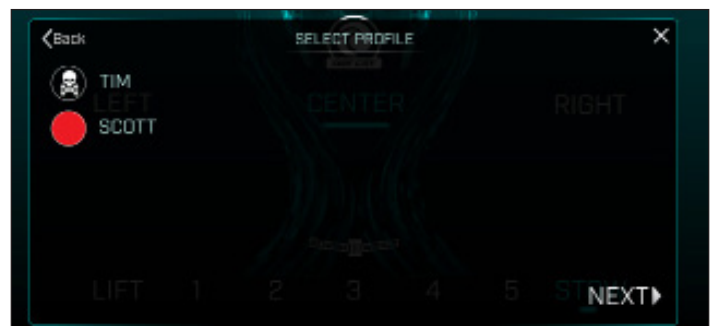 Back
SELECT PROFILE
TIM
LEFT
CENTER
RIGHT
SCOTT
LIFT 1 2 3 4 5
NEXT